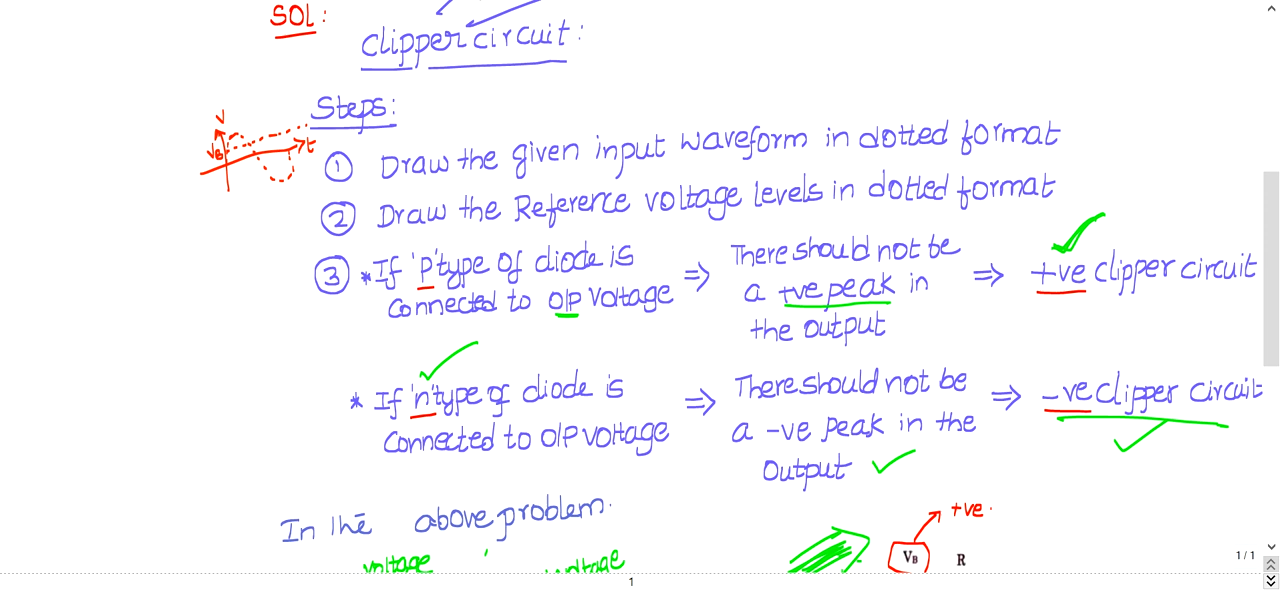 SOL:
Clipper circuit:
Steps:
V
VB
t
① Draw the given input waveform in dotted format
② Draw the Reference voltage levels in dotted format
③ * If 'p' type of diode is connected to O/P Voltage ⇒ There should not be a +ve peak in the output ⇒ +ve clipper circuit
* If 'n' type of diode is connected to O/P Voltage ⇒ There should not be a -ve peak in the output ⇒ -ve clipper circuit
In the above problem.
+ve.
voltage
VB R
1 / 1
1